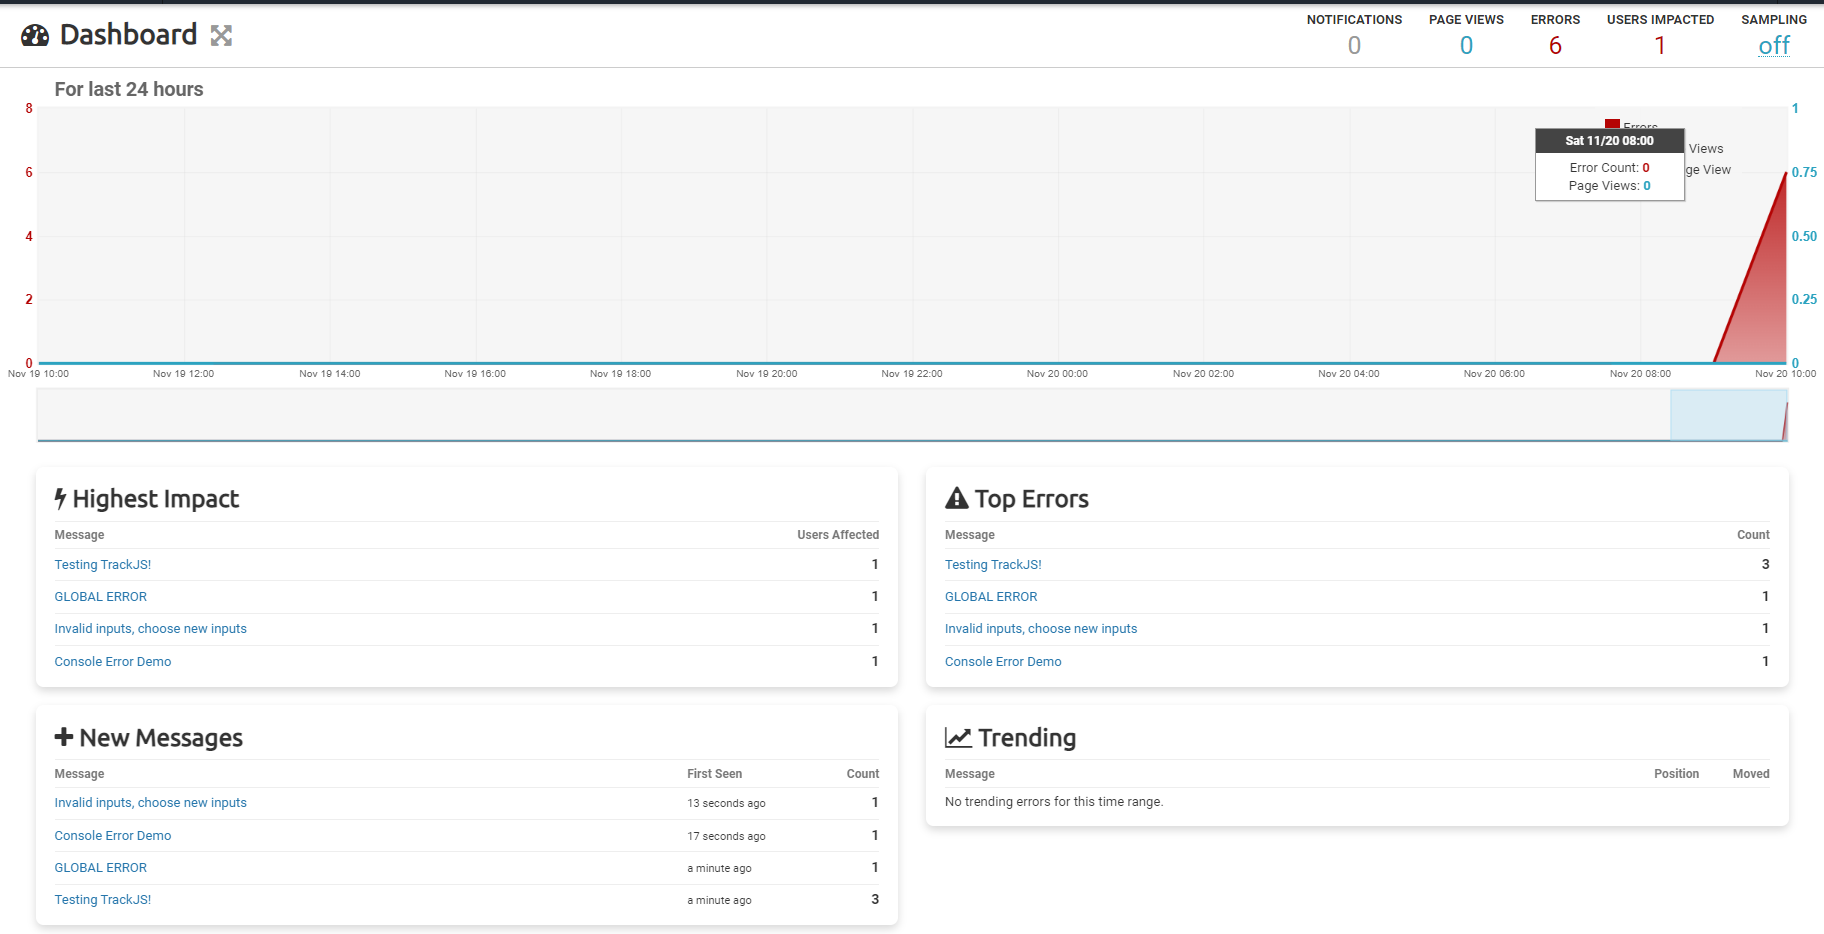 Dashboard
NOTIFICATIONS PAGE VIEWS ERRORS USERS IMPACTED SAMPLING
0 0 6 1 off
For last 24 hours
8 1
6 0.75
4 0.50
2 0.25
0 0
Errors
Views
ge View
Sat 11/20 08:00
Error Count: 0
Page Views: 0
Nov 19 10:00 Nov 19 12:00 Nov 19 14:00 Nov 19 16:00 Nov 19 18:00 Nov 19 20:00 Nov 19 22:00 Nov 20 00:00 Nov 20 02:00 Nov 20 04:00 Nov 20 06:00 Nov 20 08:00 Nov 20 10:00
Highest Impact
Message Users Affected
Testing TrackJS! 1
GLOBAL ERROR 1
Invalid inputs, choose new inputs 1
Console Error Demo 1
Top Errors
Message Count
Testing TrackJS! 3
GLOBAL ERROR 1
Invalid inputs, choose new inputs 1
Console Error Demo 1
New Messages
Message First Seen Count
Invalid inputs, choose new inputs 13 seconds ago 1
Console Error Demo 17 seconds ago 1
GLOBAL ERROR a minute ago 1
Testing TrackJS! a minute ago 3
Trending
Message Position Moved
No trending errors for this time range.